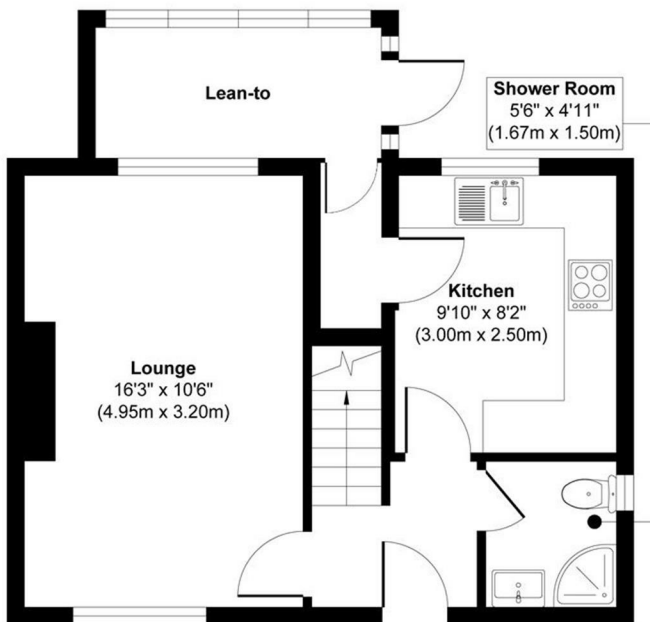 Lean-to
Shower Room
5'6" x 4'11"
(1.67m x 1.50m)
Kitchen
9'10" x 8'2"
(3.00m x 2.50m)
Lounge
16'3" x 10'6"
(4.95m x 3.20m)